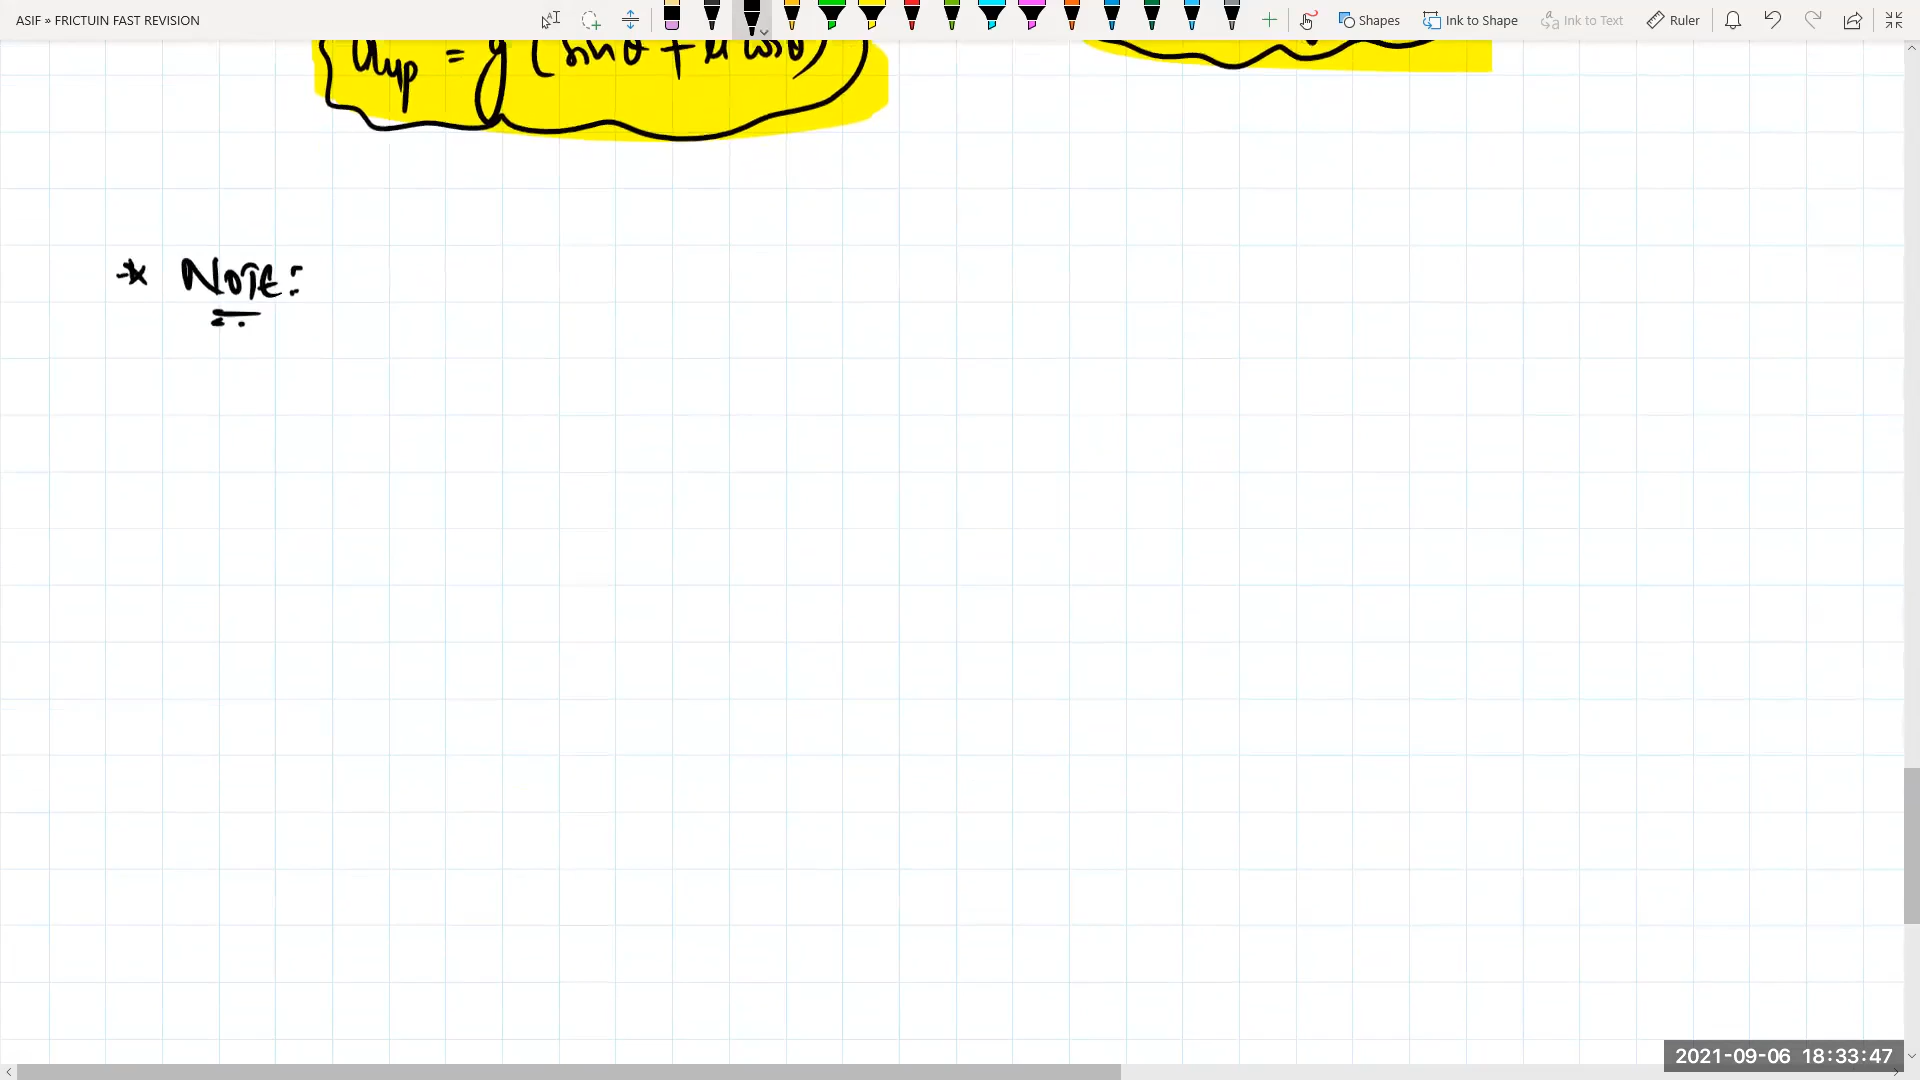 ASIF » FRICTUIN FAST REVISION
Shapes
Ink to Shape
Ink to Text
Ruler
a_up = g (sinθ + μ cosθ)
* NOTE:
2021-09-06 18:33:47